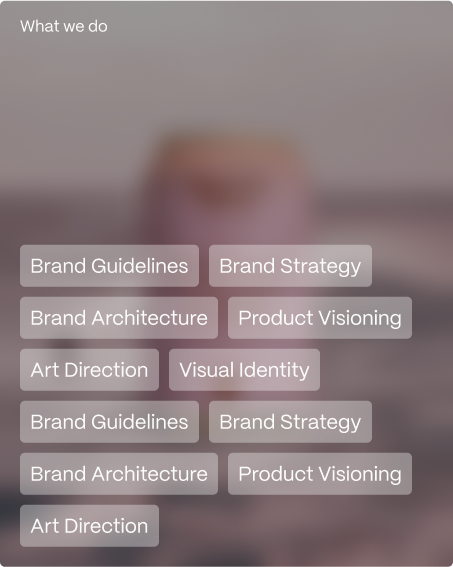 What we do
Brand Guidelines Brand Strategy
Brand Architecture Product Visioning
Art Direction Visual Identity
Brand Guidelines Brand Strategy
Brand Architecture Product Visioning
Art Direction